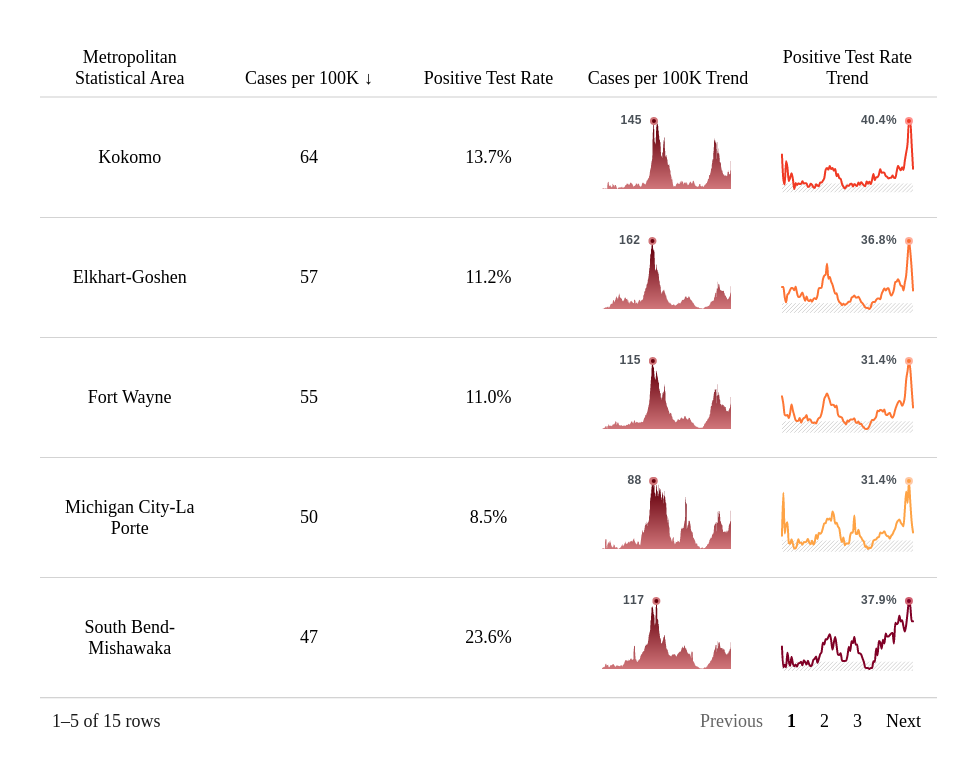 Metropolitan
Statistical Area
Cases per 100K ↓
Positive Test Rate
Cases per 100K Trend
Positive Test Rate
Trend
Kokomo
64
13.7%
145
40.4%
Elkhart-Goshen
57
11.2%
162
36.8%
Fort Wayne
55
11.0%
115
31.4%
Michigan City-La
Porte
50
8.5%
88
31.4%
South Bend-
Mishawaka
47
23.6%
117
37.9%
1–5 of 15 rows
Previous 1 2 3 Next